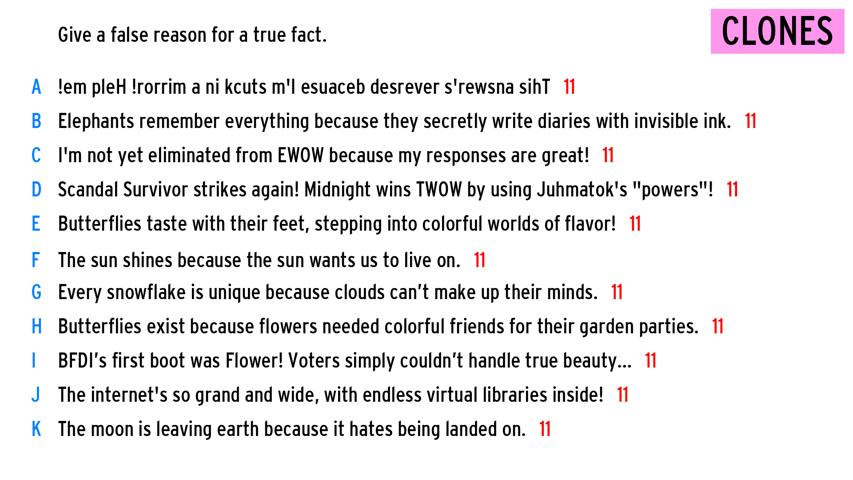 Give a false reason for a true fact.
CLONES
A !em pleH !rorrim a ni kcuts m'I esuaceb desrever s'rewsna sihT 11
B Elephants remember everything because they secretly write diaries with invisible ink. 11
C I'm not yet eliminated from EWOW because my responses are great! 11
D Scandal Survivor strikes again! Midnight wins TWOW by using Juhmatok's "powers"! 11
E Butterflies taste with their feet, stepping into colorful worlds of flavor! 11
F The sun shines because the sun wants us to live on. 11
G Every snowflake is unique because clouds can’t make up their minds. 11
H Butterflies exist because flowers needed colorful friends for their garden parties. 11
I BFDI’s first boot was Flower! Voters simply couldn’t handle true beauty... 11
J The internet's so grand and wide, with endless virtual libraries inside! 11
K The moon is leaving earth because it hates being landed on. 11